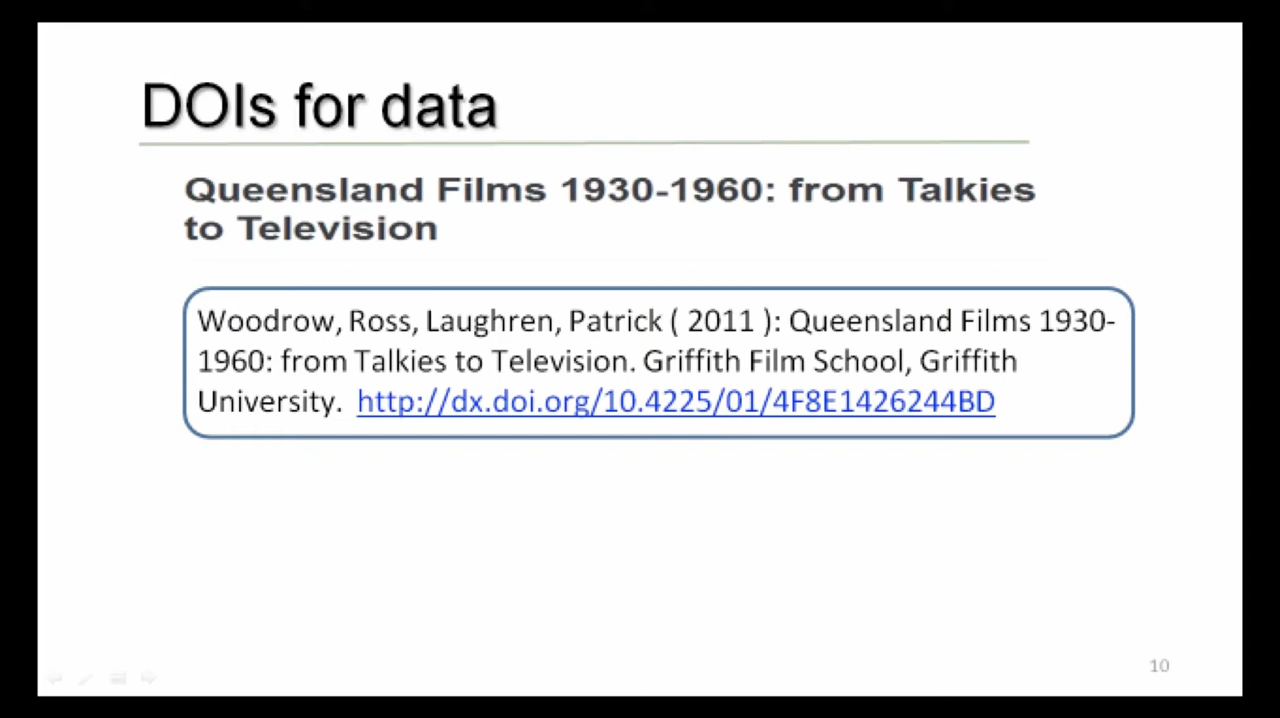 DOIs for data
Queensland Films 1930-1960: from Talkies
to Television
Woodrow, Ross, Laughren, Patrick ( 2011 ): Queensland Films 1930-
1960: from Talkies to Television. Griffith Film School, Griffith
University. http://dx.doi.org/10.4225/01/4F8E1426244BD
10